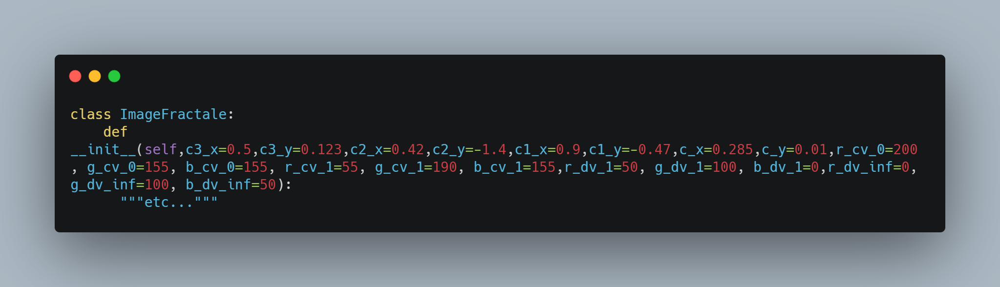 class ImageFractale:
    def
__init__(self,c3_x=0.5,c3_y=0.123,c2_x=0.42,c2_y=-1.4,c1_x=0.9,c1_y=-0.47,c_x=0.285,c_y=0.01,r_cv_0=200
, g_cv_0=155, b_cv_0=155, r_cv_1=55, g_cv_1=190, b_cv_1=155,r_dv_1=50, g_dv_1=100, b_dv_1=0,r_dv_inf=0,
g_dv_inf=100, b_dv_inf=50):
      """etc..."""